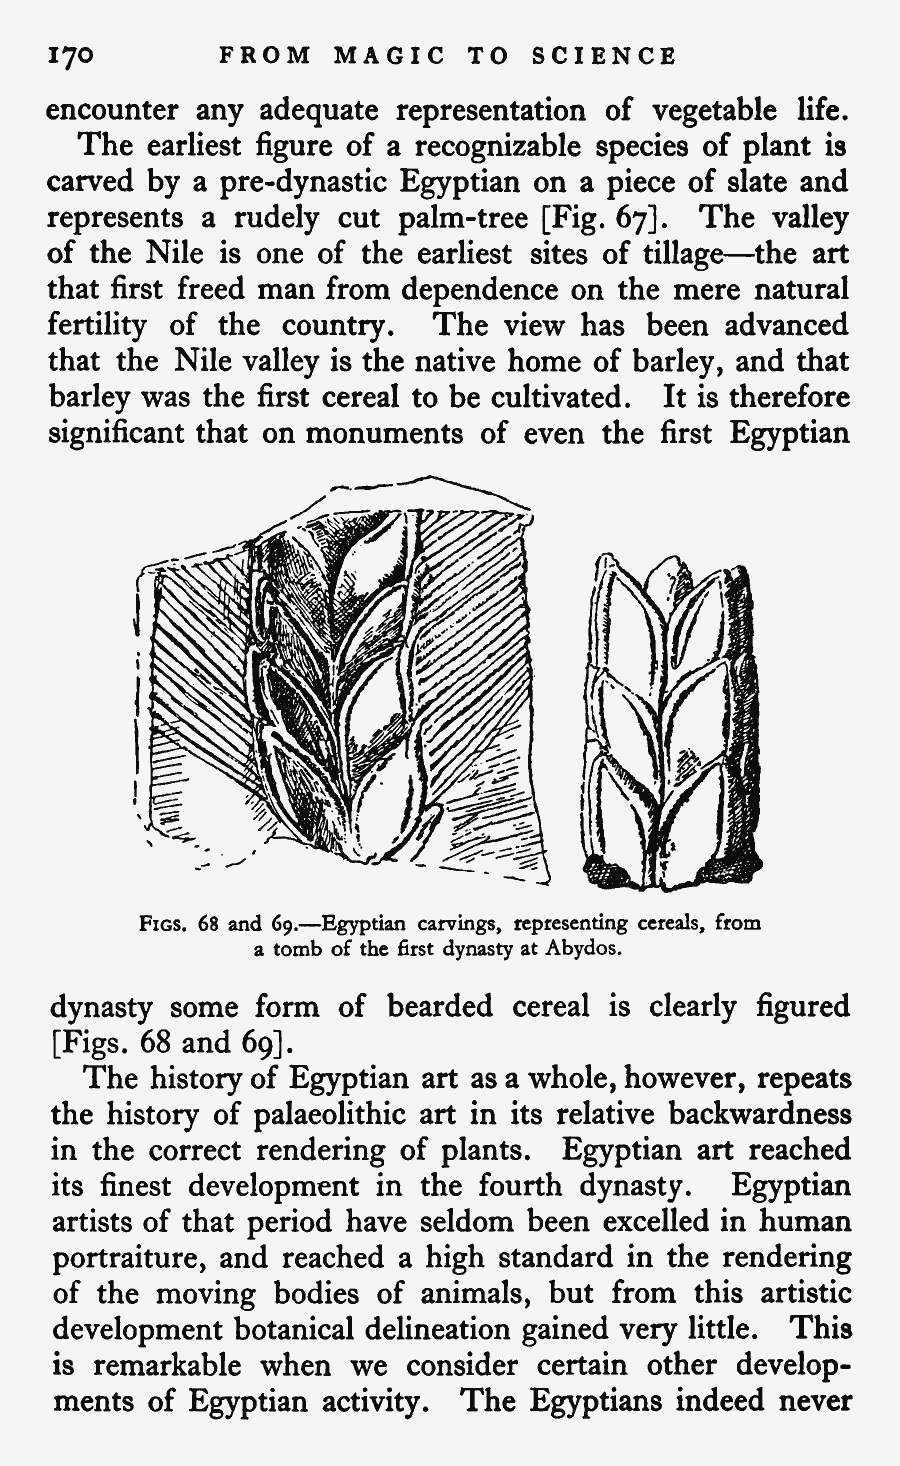 170 FROM MAGIC TO SCIENCE
encounter any adequate representation of vegetable life.
The earliest figure of a recognizable species of plant is
carved by a pre-dynastic Egyptian on a piece of slate and
represents a rudely cut palm-tree [Fig. 67]. The valley
of the Nile is one of the earliest sites of tillage—the art
that first freed man from dependence on the mere natural
fertility of the country. The view has been advanced
that the Nile valley is the native home of barley, and that
barley was the first cereal to be cultivated. It is therefore
significant that on monuments of even the first Egyptian
Figs. 68 and 69.—Egyptian carvings, representing cereals, from
a tomb of the first dynasty at Abydos.
dynasty some form of bearded cereal is clearly figured
[Figs. 68 and 69].
The history of Egyptian art as a whole, however, repeats
the history of palaeolithic art in its relative backwardness
in the correct rendering of plants. Egyptian art reached
its finest development in the fourth dynasty. Egyptian
artists of that period have seldom been excelled in human
portraiture, and reached a high standard in the rendering
of the moving bodies of animals, but from this artistic
development botanical delineation gained very little. This
is remarkable when we consider certain other develop-
ments of Egyptian activity. The Egyptians indeed never